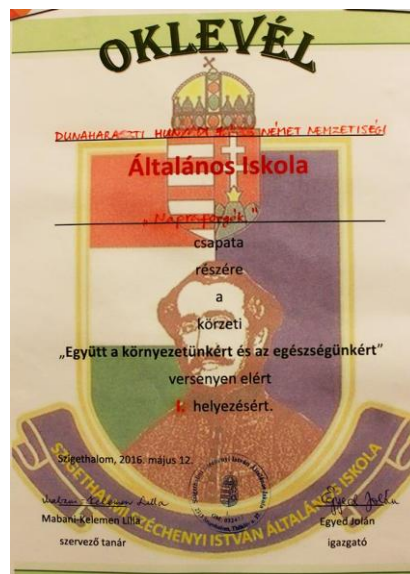 OKLEVÉL
DUNAHARASZTI HUNYADI J. NÉMET NEMZETISÉGI
Általános Iskola
„Napraforgók"
csapata
részére
a
körzeti
„Együtt a környezetünkért és az egészségünkért”
versenyen elért
helyezésért.
Szigethalom, 2016. május 12.
SZIGETHALMI SZÉCHENYI ISTVÁN ÁLTALÁNOS ISKOLA
Mabáni-Kelemen Lilla
szervező tanár
Egyed Jolán
igazgató